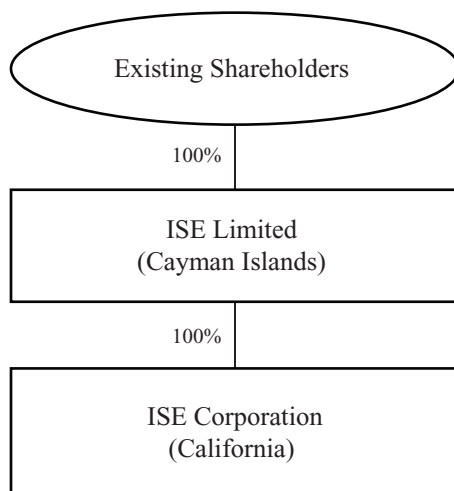 Existing Shareholders
100%
ISE Limited
(Cayman Islands)
100%
ISE Corporation
(California)